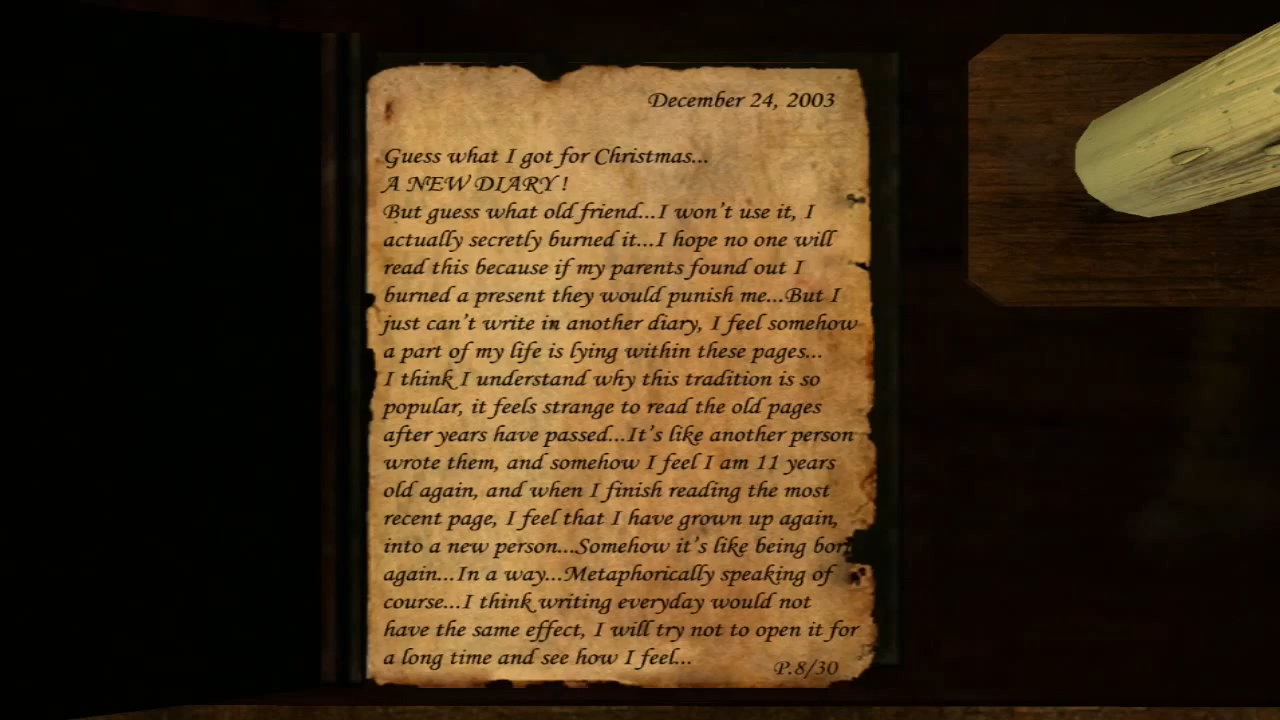 December 24, 2003
Guess what I got for Christmas...
A NEW DIARY !
But guess what old friend...I won't use it, I
actually secretly burned it...I hope no one will
read this because if my parents found out I
burned a present they would punish me...But I
just can't write in another diary, I feel somehow
a part of my life is lying within these pages...
I think I understand why this tradition is so
popular, it feels strange to read the old pages
after years have passed...It's like another person
wrote them, and somehow I feel I am 11 years
old again, and when I finish reading the most
recent page, I feel that I have grown up again,
into a new person...Somehow it's like being born
again...In a way...Metaphorically speaking of
course...I think writing everyday would not
have the same effect, I will try not to open it for
a long time and see how I feel...
P.8/30